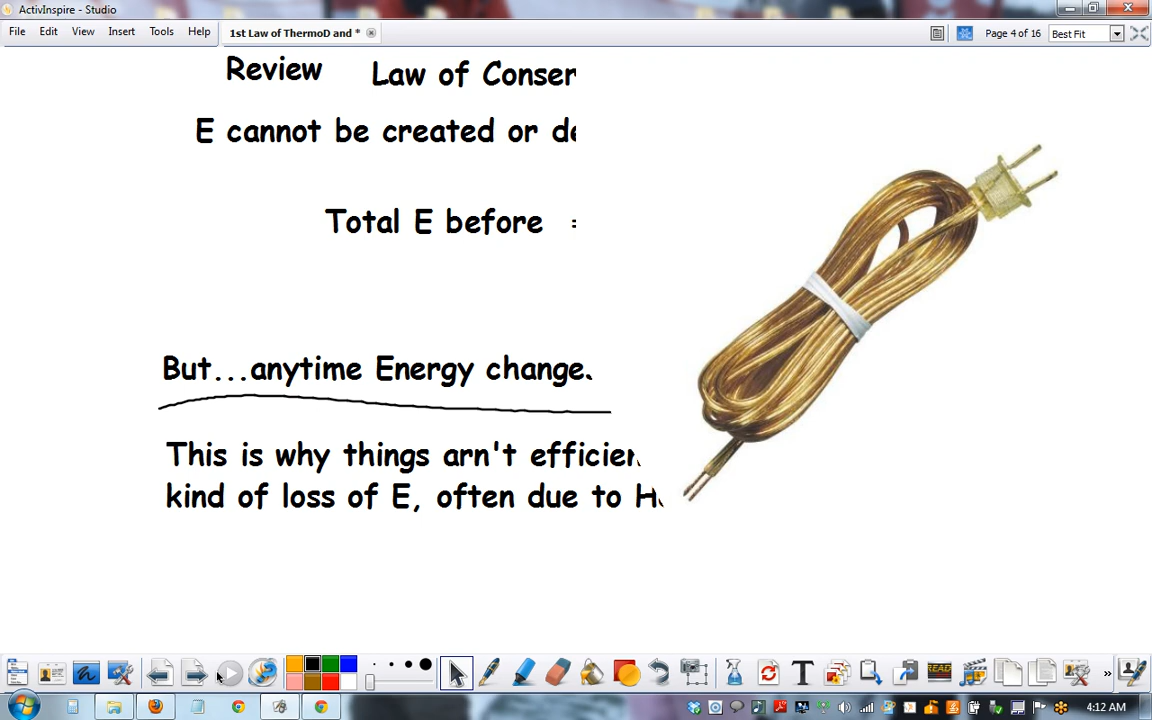 ActivInspire - Studio
File Edit View Insert Tools Help
1st Law of ThermoD and *
Page 4 of 16
Best Fit
Review Law of Conser
E cannot be created or de
Total E before =
But...anytime Energy change
This is why things arn't efficien
kind of loss of E, often due to He
T
READ
»
4:12 AM